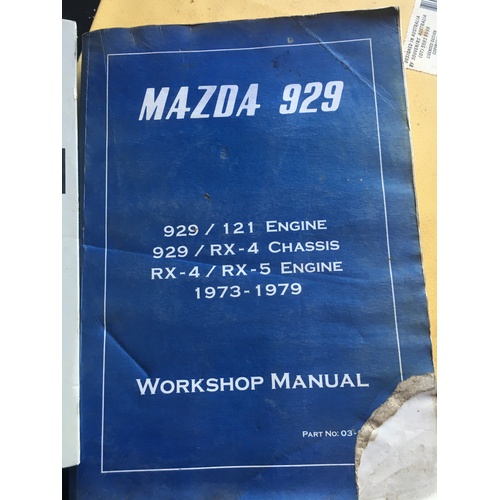 MAZDA 929
929 / 121 ENGINE
929 / RX-4 CHASSIS
RX-4 / RX-5 ENGINE
1973-1979
WORKSHOP MANUAL
PART NO: 03-